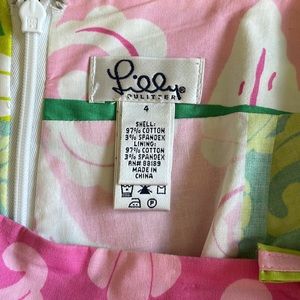 Lilly®
PULITZER
4
SHELL:
97% COTTON
3% SPANDEX
LINING:
97% COTTON
3% SPANDEX
RN# 88189
MADE IN
CHINA
P